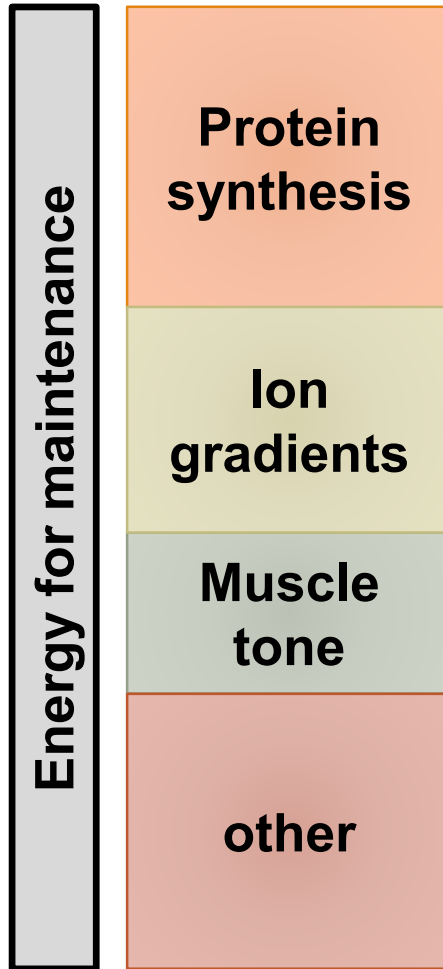 Energy for maintenance
Protein
synthesis
Ion
gradients
Muscle
tone
other